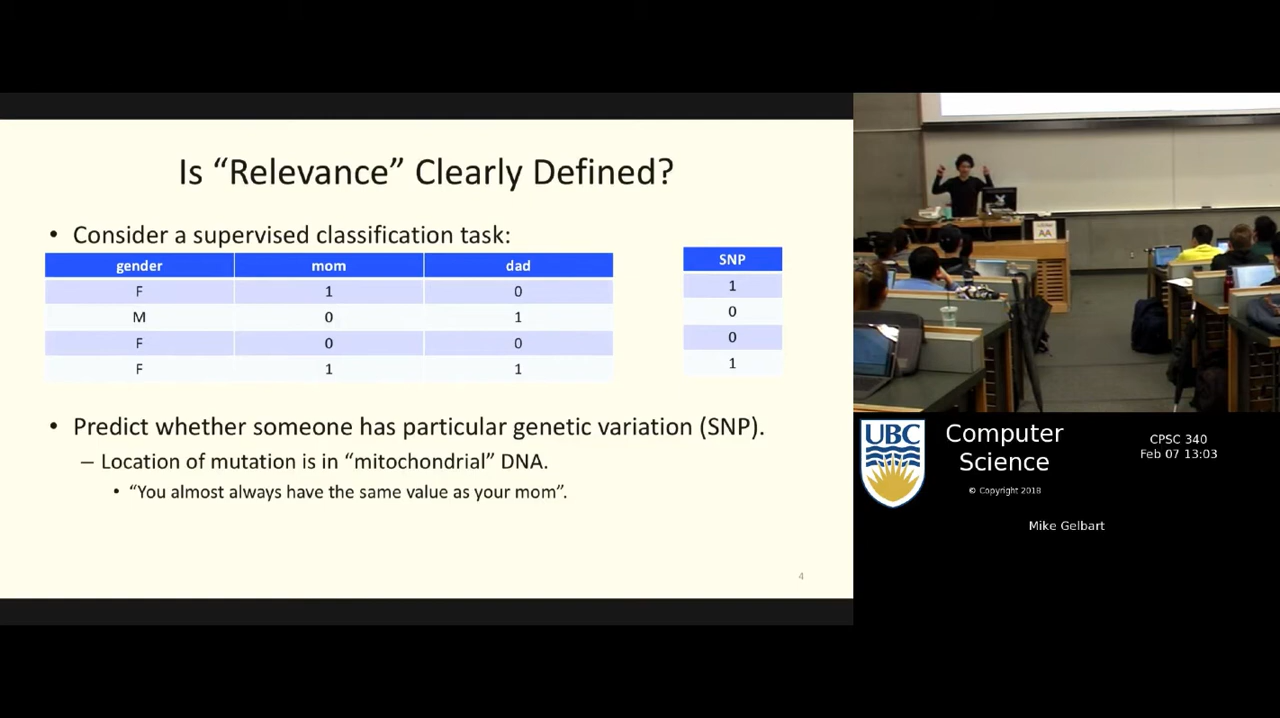 Is “Relevance” Clearly Defined?
• Consider a supervised classification task:
gender mom dad
F 1 0
M 0 1
F 0 0
F 1 1
SNP
1
0
0
1
• Predict whether someone has particular genetic variation (SNP).
– Location of mutation is in “mitochondrial” DNA.
• “You almost always have the same value as your mom”.
4
AA
UBC
Computer
Science
© Copyright 2018
CPSC 340
Feb 07 13:03
Mike Gelbart